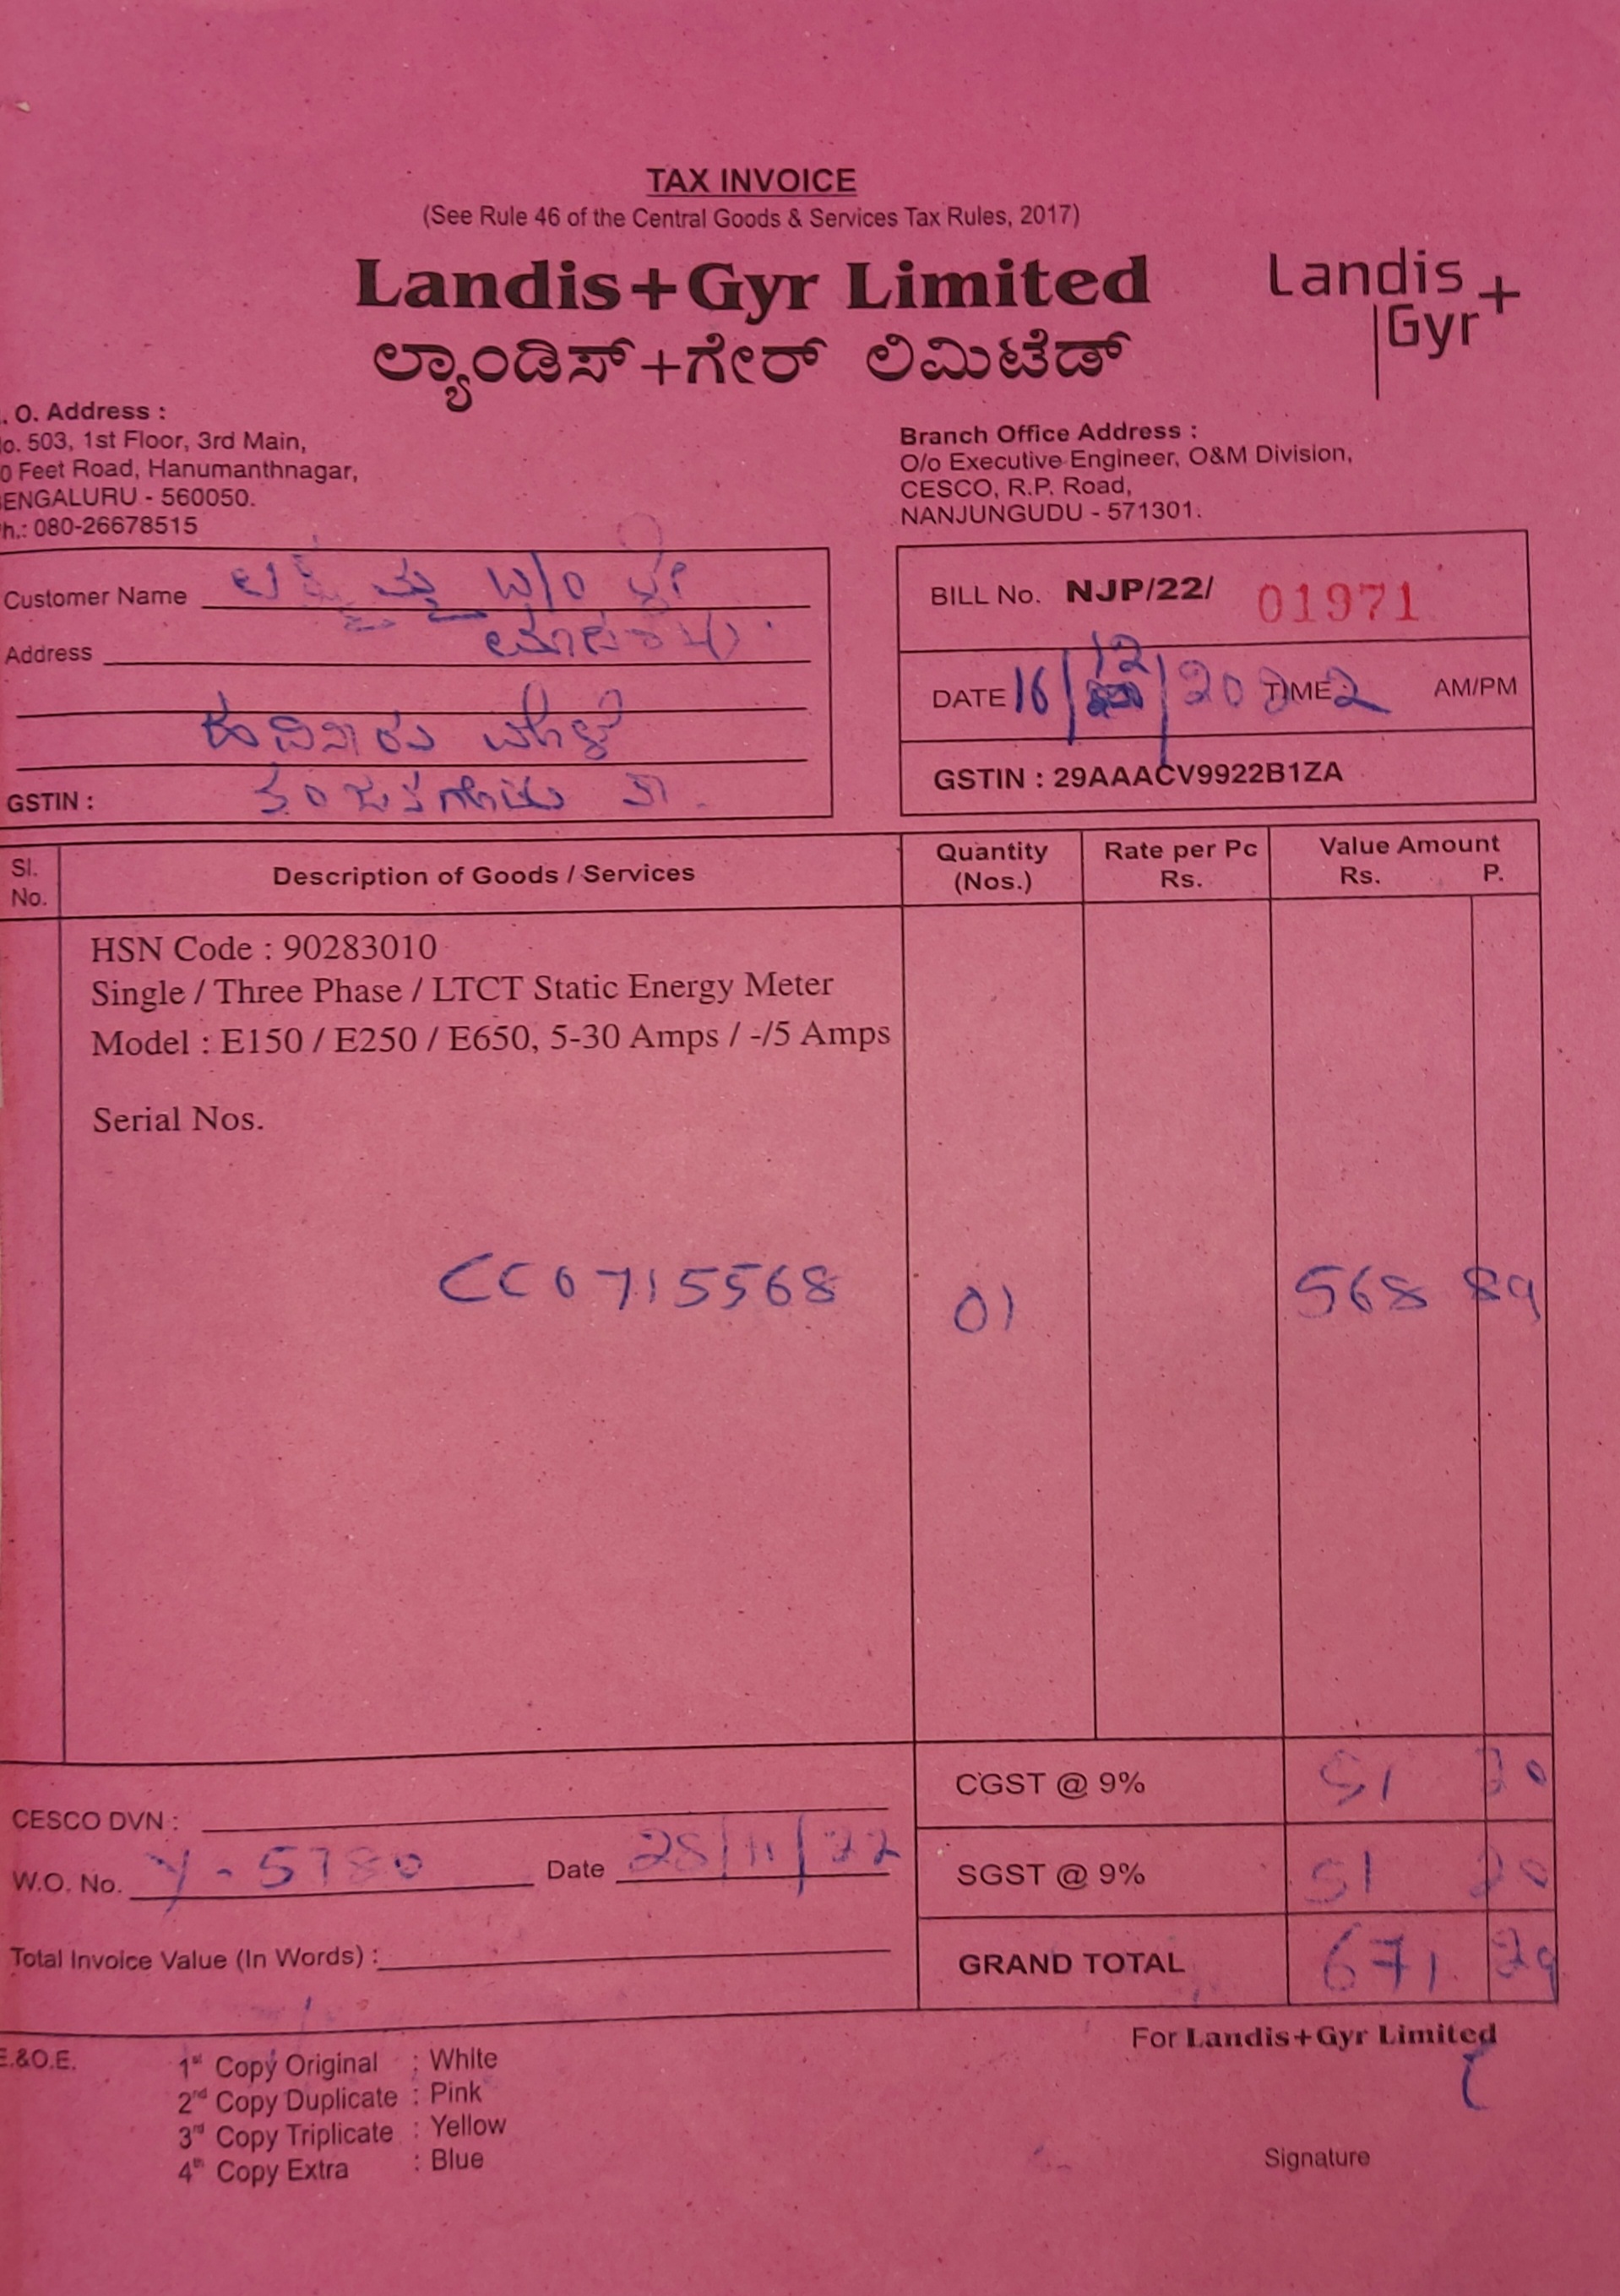 TAX INVOICE
(See Rule 46 of the Central Goods & Services Tax Rules, 2017)
Landis+Gyr Limited
ಲ್ಯಾಂಡಿಸ್+ಗೇರ್ ಲಿಮಿಟೆಡ್
Landis+
Gyr
. O. Address :
o. 503, 1st Floor, 3rd Main,
0 Feet Road, Hanumanthnagar,
ENGALURU - 560050.
h.: 080-26678515
Branch Office Address :
O/o Executive Engineer, O&M Division,
CESCO, R.P. Road,
NANJUNGUDU - 571301.
Customer Name
Address
GSTIN :
BILL No. NJP/22/ 01971
DATE 16/12/2022 TIME AM/PM
GSTIN : 29AAACV9922B1ZA
Sl. No. Description of Goods / Services Quantity (Nos.) Rate per Pc Rs. Value Amount Rs. P.
HSN Code : 90283010
Single / Three Phase / LTCT Static Energy Meter
Model : E150 / E250 / E650, 5-30 Amps / -/5 Amps
Serial Nos.
CC0715568 01 568 89
CGST @ 9% 51 20
CESCO DVN :
W.O. No. Y-5780 Date 28/11/22
SGST @ 9% 51 20
Total Invoice Value (In Words) :
GRAND TOTAL 671 29
For Landis+Gyr Limited
E.&O.E.
1st Copy Original : White
2nd Copy Duplicate : Pink
3rd Copy Triplicate : Yellow
4th Copy Extra : Blue
Signature